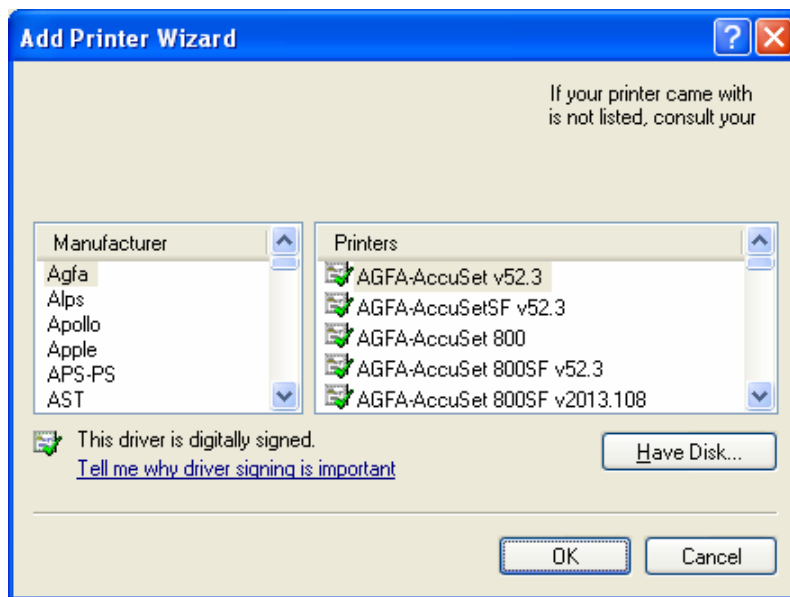 Add Printer Wizard
If your printer came with
is not listed, consult your
Manufacturer
Agfa
Alps
Apollo
Apple
APS-PS
AST
Printers
AGFA-AccuSet v52.3
AGFA-AccuSetSF v52.3
AGFA-AccuSet 800
AGFA-AccuSet 800SF v52.3
AGFA-AccuSet 800SF v2013.108
This driver is digitally signed.
Tell me why driver signing is important
Have Disk...
OK
Cancel